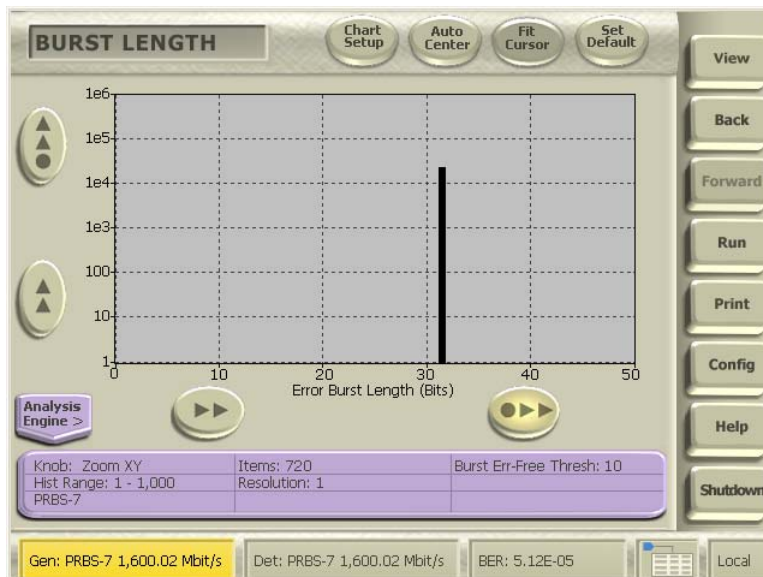 BURST LENGTH
Chart Setup
Auto Center
Fit Cursor
Set Default
View
Back
Forward
Run
Print
Config
Help
Shutdown
1e6
1e5
1e4
1e3
100
10
1
0 10 20 30 40 50
Error Burst Length (Bits)
Analysis Engine >
Knob: Zoom XY Items: 720 Burst Err-Free Thresh: 10
Hist Range: 1 - 1,000 Resolution: 1
PRBS-7
Gen: PRBS-7 1,600.02 Mbit/s Det: PRBS-7 1,600.02 Mbit/s BER: 5.12E-05 Local